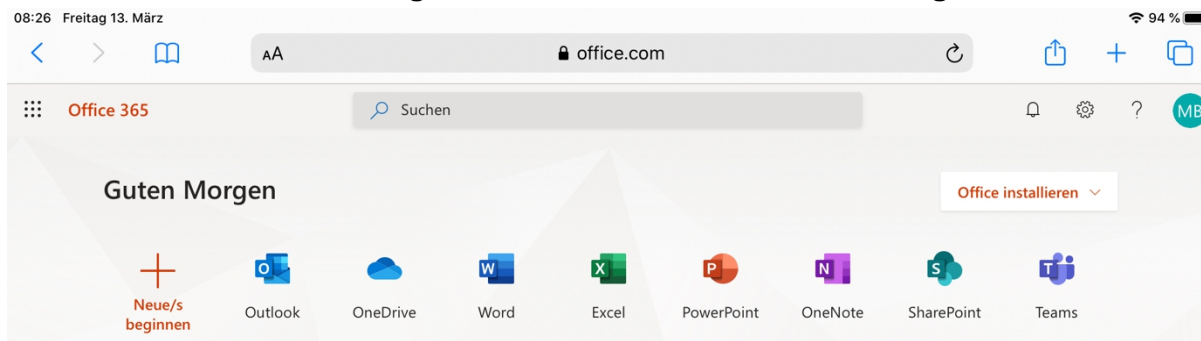 08:26 Freitag 13. März 94 %
AA office.com
Office 365 Suchen ? MB
Guten Morgen Office installieren
Neue/s
beginnen
Outlook OneDrive Word Excel PowerPoint OneNote SharePoint Teams